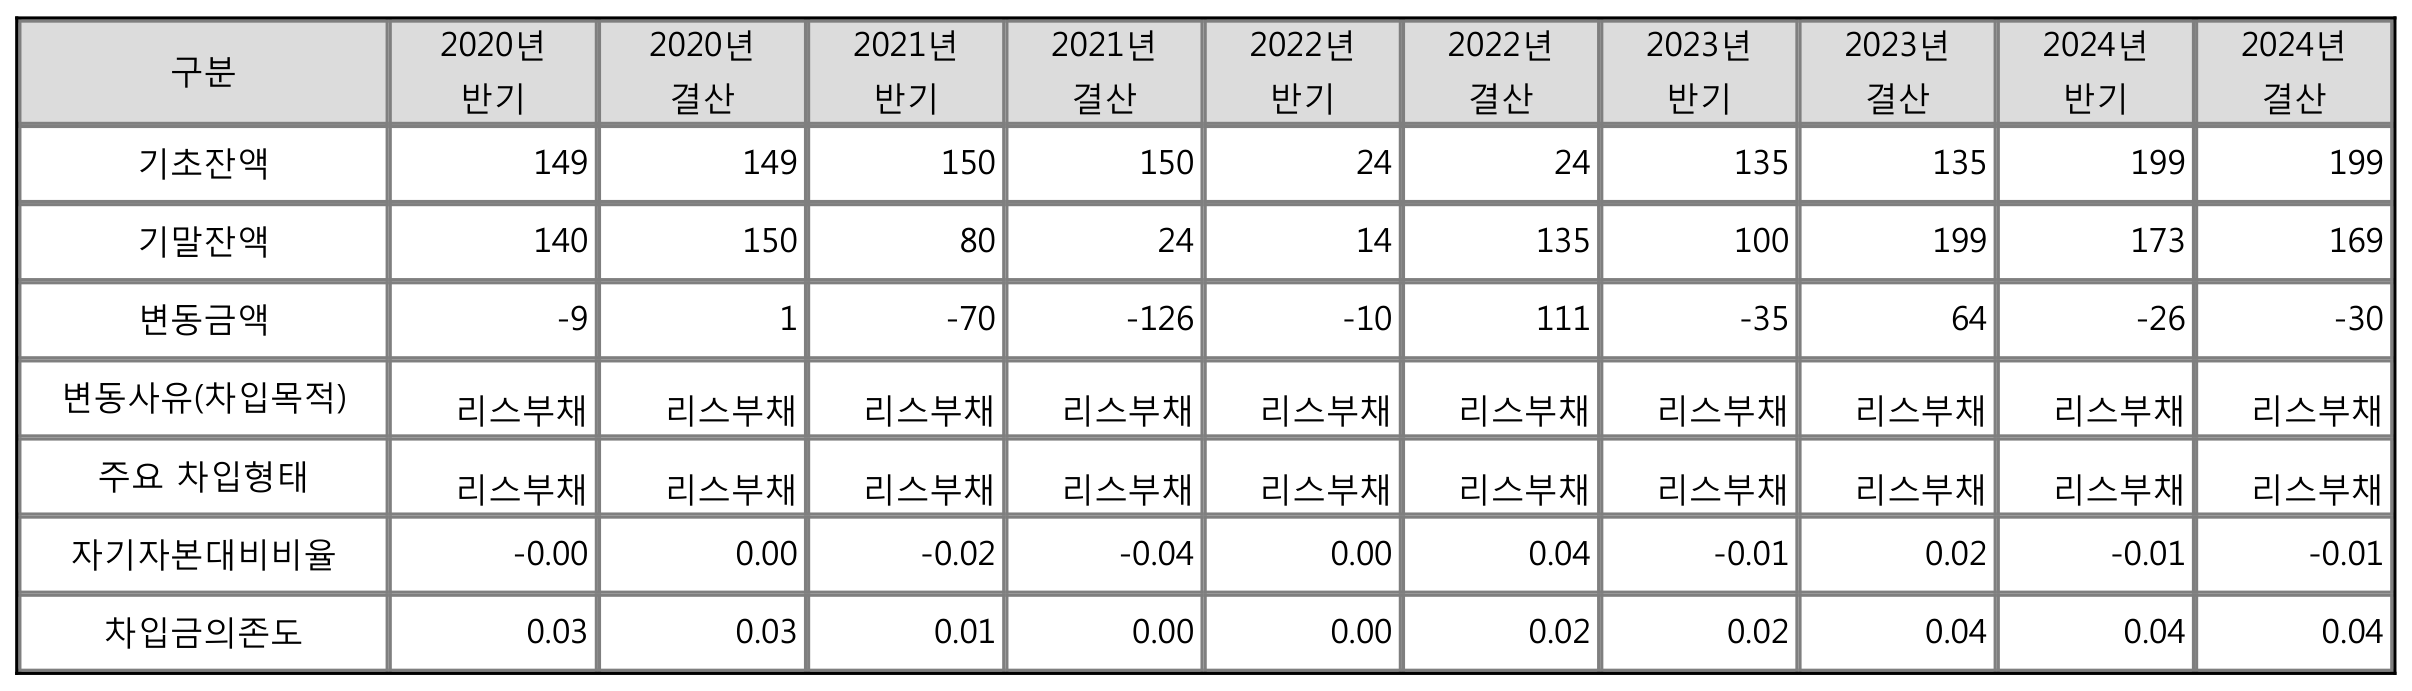 구분 2020년 반기 2020년 결산 2021년 반기 2021년 결산 2022년 반기 2022년 결산 2023년 반기 2023년 결산 2024년 반기 2024년 결산
기초잔액 149 149 150 150 24 24 135 135 199 199
기말잔액 140 150 80 24 14 135 100 199 173 169
변동금액 -9 1 -70 -126 -10 111 -35 64 -26 -30
변동사유(차입목적) 리스부채 리스부채 리스부채 리스부채 리스부채 리스부채 리스부채 리스부채 리스부채 리스부채
주요 차입형태 리스부채 리스부채 리스부채 리스부채 리스부채 리스부채 리스부채 리스부채 리스부채 리스부채
자기자본대비비율 -0.00 0.00 -0.02 -0.04 0.00 0.04 -0.01 0.02 -0.01 -0.01
차입금의존도 0.03 0.03 0.01 0.00 0.00 0.02 0.02 0.04 0.04 0.04